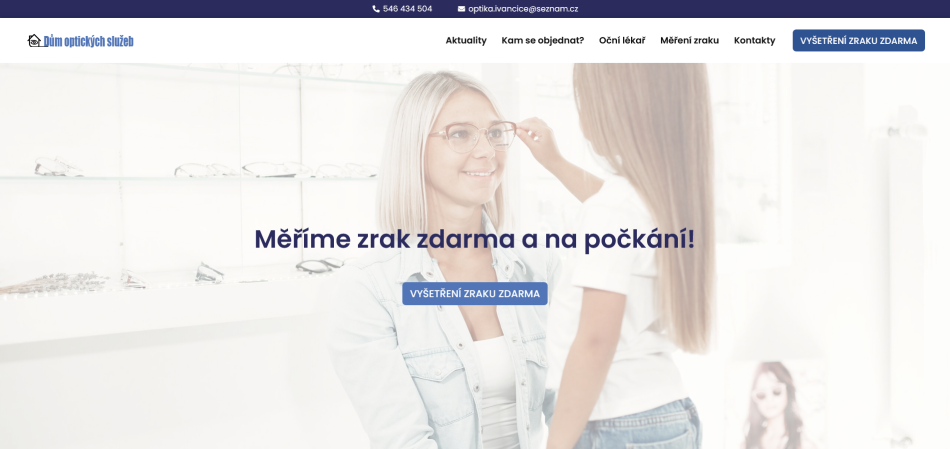 546 434 504
optika.ivancice@seznam.cz
Dům optických služeb
Aktuality
Kam se objednat?
Oční lékař
Měření zraku
Kontakty
VYŠETŘENÍ ZRAKU ZDARMA
Měříme zrak zdarma a na počkání!
VYŠETŘENÍ ZRAKU ZDARMA